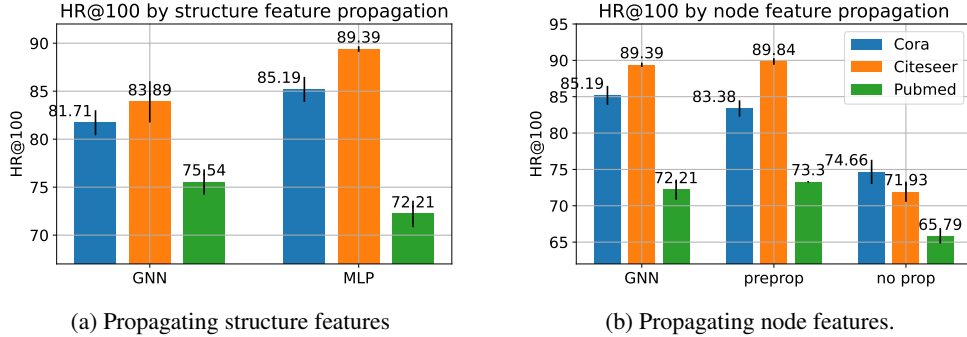 HR@100 by structure feature propagation
HR@100
90
85
80
75
70
81.71
83.89
75.54
85.19
89.39
72.21
GNN
MLP
(a) Propagating structure features
HR@100 by node feature propagation
HR@100
95
90
85
80
75
70
65
85.19
89.39
72.21
83.38
89.84
73.3
74.66
71.93
65.79
Cora
Citeseer
Pubmed
GNN
preprop
no prop
(b) Propagating node features.